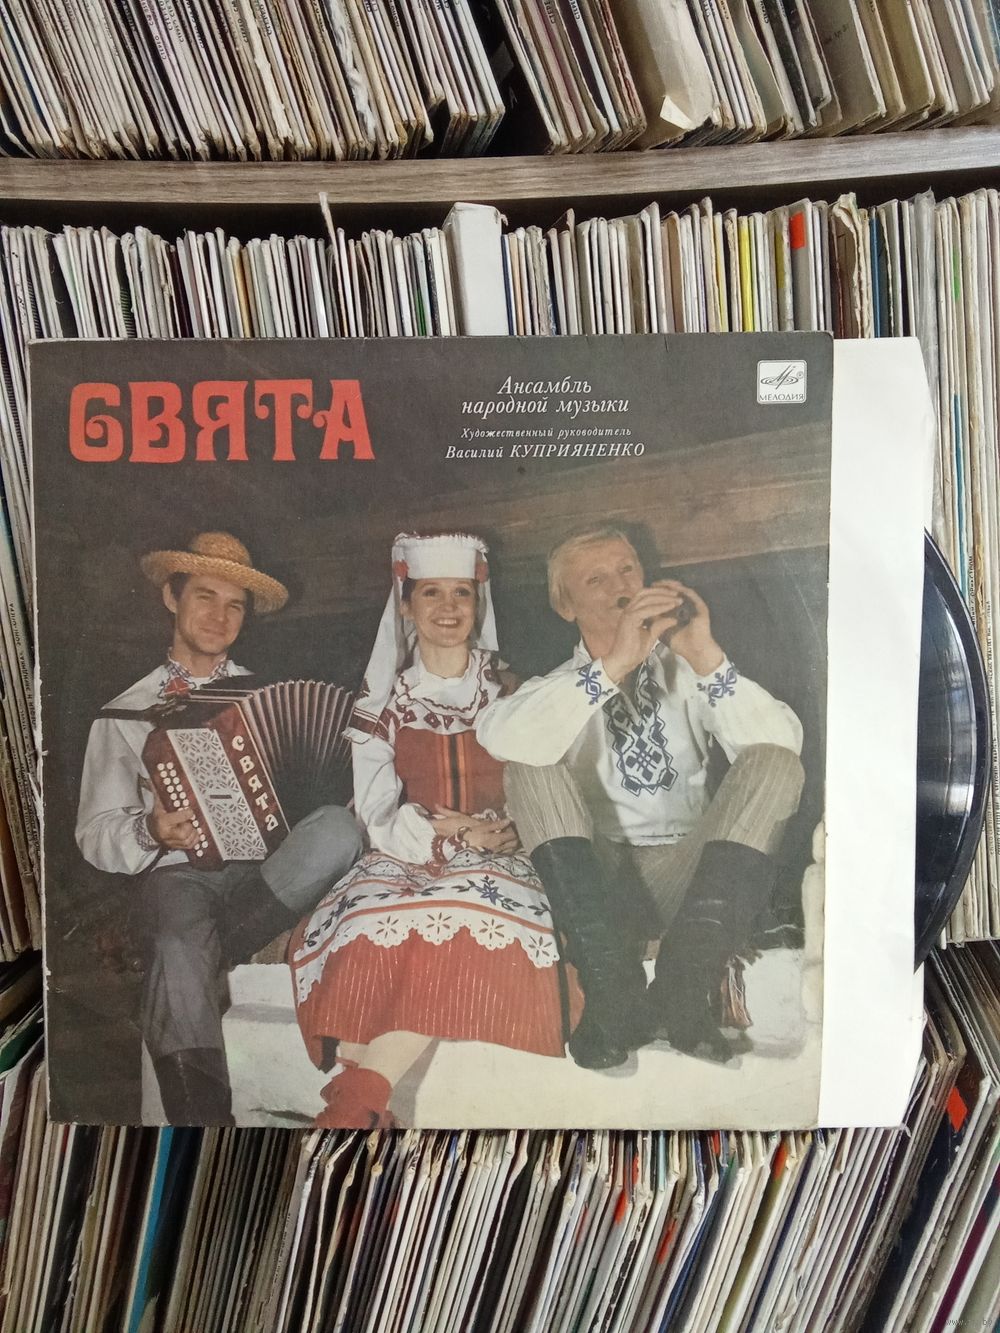 СВЯТА
Ансамбль
народной музыки
Художественный руководитель
Василий КУПРИЯНЕНКО
МЕЛОДИЯ
СВЯТА